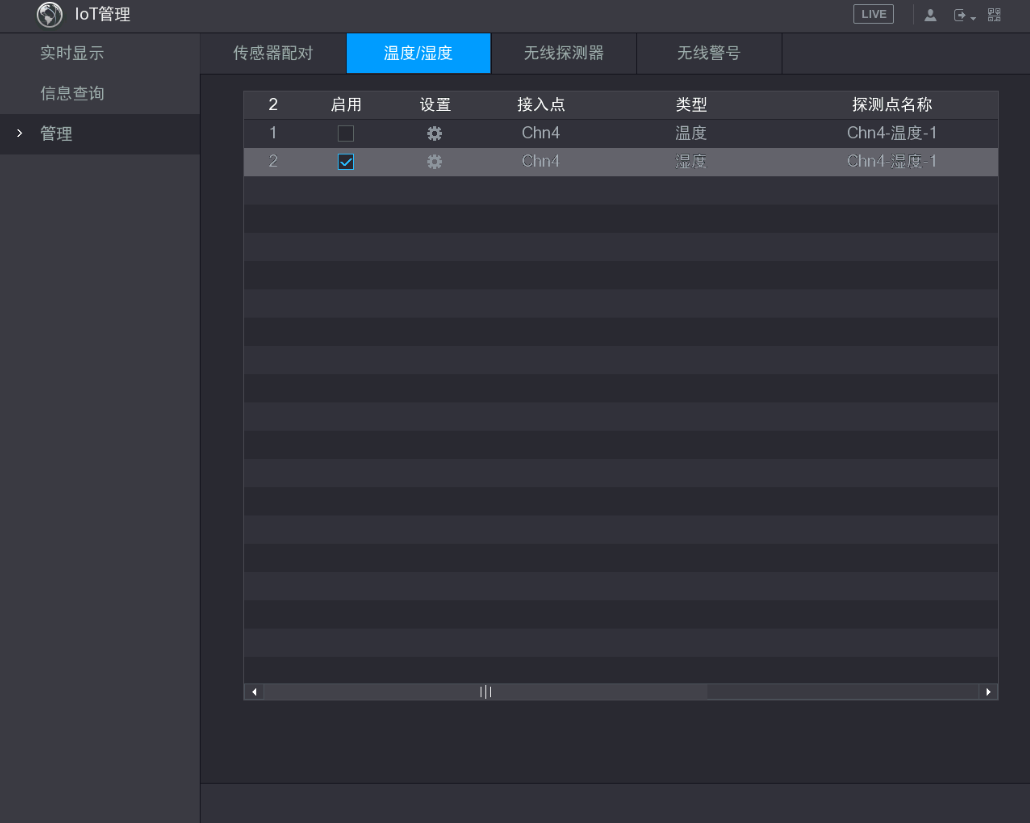 IoT管理
LIVE
实时显示
信息查询
管理
传感器配对 温度/湿度 无线探测器 无线警号
2 启用 设置 接入点 类型 探测点名称
1 Chn4 温度 Chn4-温度-1
2 Chn4 湿度 Chn4-湿度-1